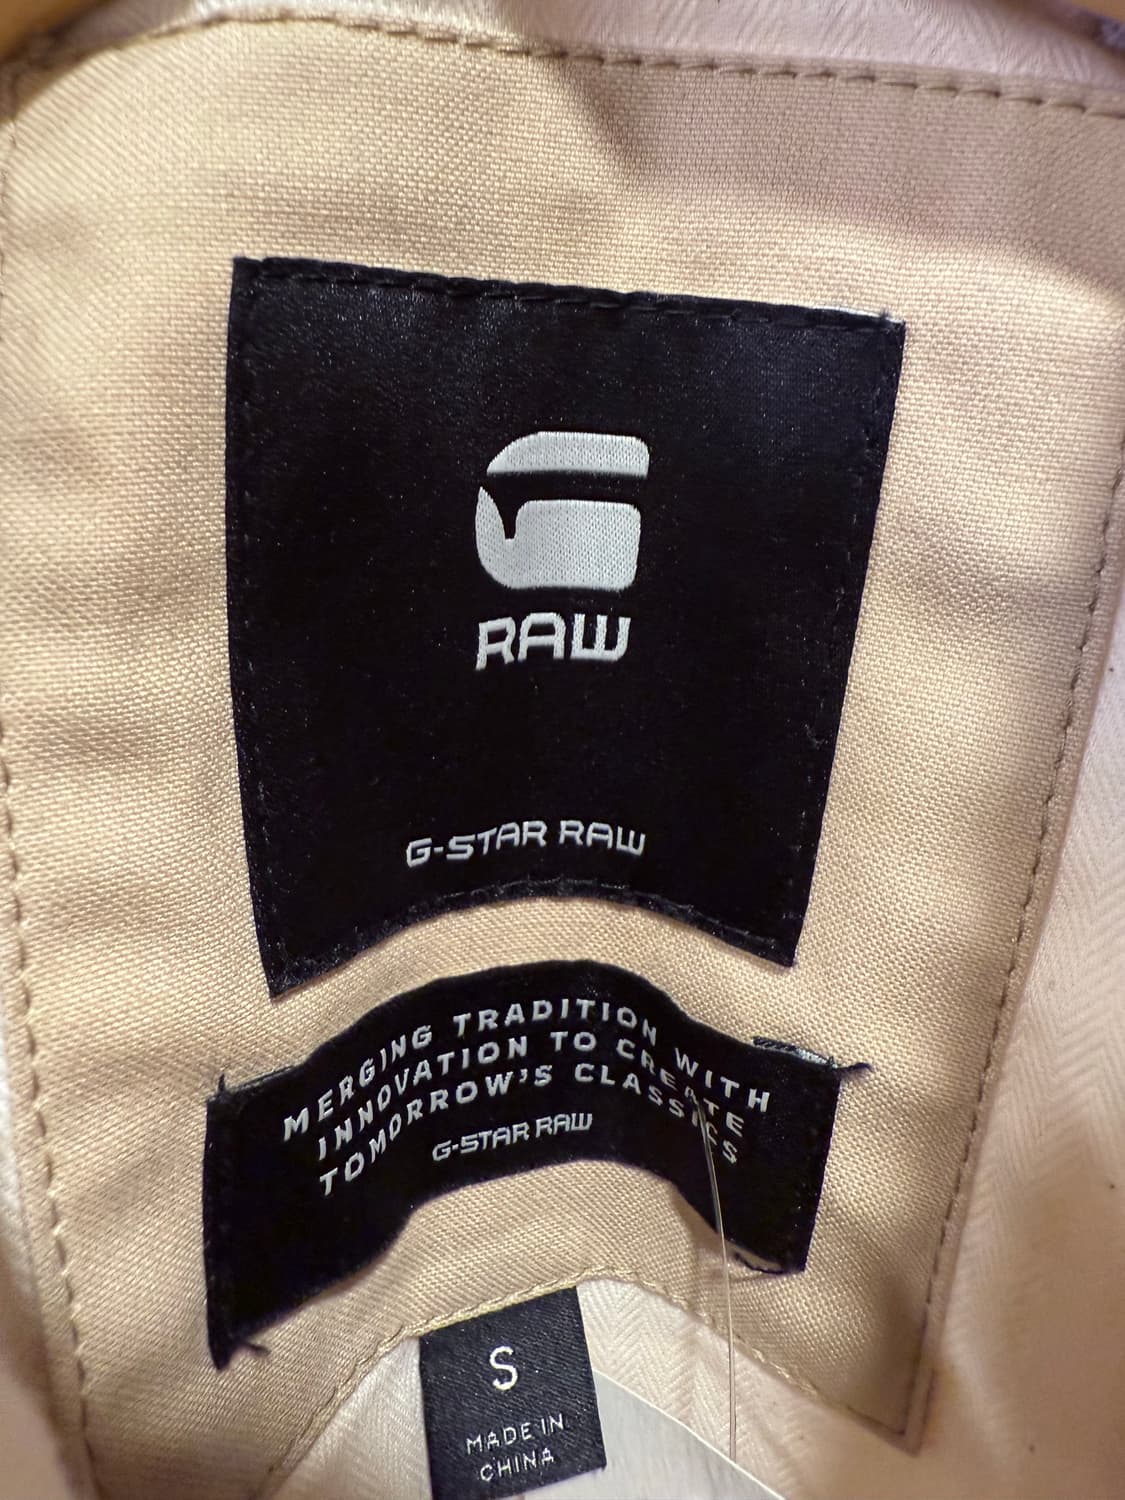 G
RAW
G-STAR RAW
MERGING TRADITION WITH
INNOVATION TO CREATE
TOMORROW'S CLASSICS
G-STAR RAW
S
MADE IN
CHINA